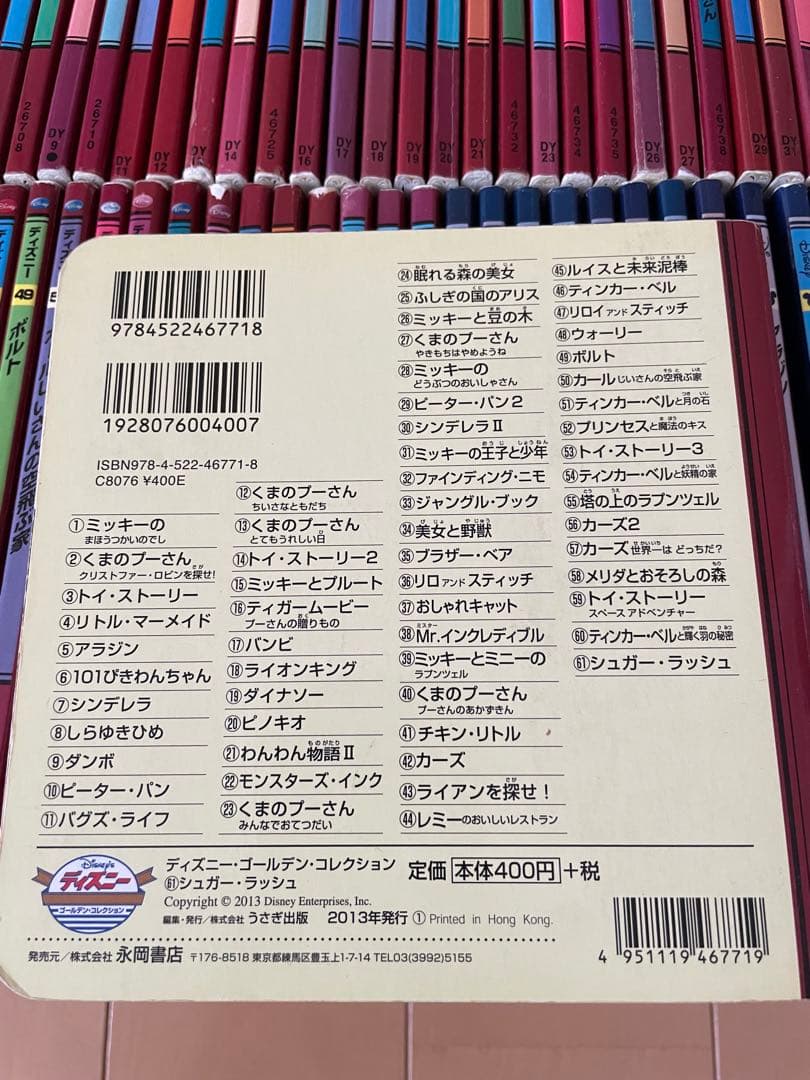 26708
DY
9
26710
DY
11
DY
12
DY
14
46725
DY
16
DY
17
DY
18
DY
19
DY
20
DY
21
46732
DY
23
46734
46735
DY
26
DY
27
46738
DY
29
DY
31
さん
Disney
ディズニー
49
ボルト
じいさんの空飛ぶ家
9784522467718
1928076004007
ISBN978-4-522-46771-8
C8076 ¥400E
①ミッキーの
まほうつかいのでし
②くまのプーさん
クリストファー・ロビンを探せ!
③トイ・ストーリー
④リトル・マーメイド
⑤アラジン
⑥101ぴきわんちゃん
⑦シンデレラ
⑧しらゆきひめ
⑨ダンボ
⑩ピーター・パン
⑪バグズ・ライフ
⑫くまのプーさん
ちいさなともだち
⑬くまのプーさん
とてもうれしい日
⑭トイ・ストーリー2
⑮ミッキーとプルート
⑯ティガームービー
プーさんの贈りもの
⑰バンビ
⑱ライオンキング
⑲ダイナソー
⑳ピノキオ
㉑わんわん物語Ⅱ
㉒モンスターズ・インク
㉓くまのプーさん
みんなでおてつだい
㉔眠れる森の美女
㉕ふしぎの国のアリス
㉖ミッキーと豆の木
㉗くまのプーさん
やきもちはやめようね
㉘ミッキーの
どうぶつのおいしゃさん
㉙ピーター・パン2
㉚シンデレラⅡ
㉛ミッキーの王子と少年
㉜ファインディング・ニモ
㉝ジャングル・ブック
㉞美女と野獣
㉟ブラザー・ベア
㊱リロ アンド スティッチ
㊲おしゃれキャット
㊳Mr.インクレディブル
㊴ミッキーとミニーの
ラプンツェル
㊵くまのプーさん
プーさんのあかずきん
㊶チキン・リトル
㊷カーズ
㊸ライアンを探せ!
㊹レミーのおいしいレストラン
㊺ルイスと未来泥棒
㊻ティンカー・ベル
㊼リロイ アンド スティッチ
㊽ウォーリー
㊾ボルト
㊿カールじいさんの空飛ぶ家
51ティンカー・ベルと月の石
52プリンセスと魔法のキス
53トイ・ストーリー3
54ティンカー・ベルと妖精の家
55塔の上のラプンツェル
56カーズ2
57カーズ 世界一は どっちだ?
58メリダとおそろしの森
59トイ・ストーリー
スペースアドベンチャー
60ティンカー・ベルと輝く羽の秘密
61シュガー・ラッシュ
Disney's
ディズニー
ゴールデン・コレクション
ディズニー・ゴールデン・コレクション
61シュガー・ラッシュ
定価 本体400円+税
Copyright © 2013 Disney Enterprises, Inc.
編集・発行/株式会社 うさぎ出版 2013年発行 ① Printed in Hong Kong.
発売元/株式会社 永岡書店 〒176-8518 東京都練馬区豊玉上1-7-14 TEL03(3992)5155
4 951119 467719